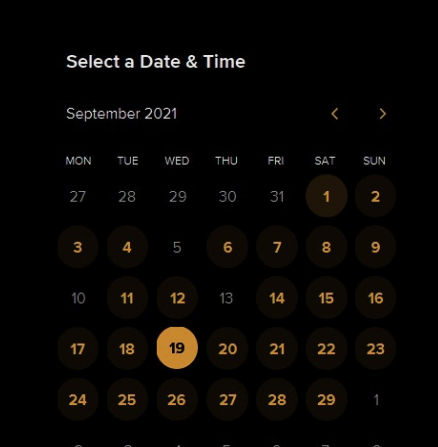 Select a Date & Time
September 2021
MON TUE WED THU FRI SAT SUN
27 28 29 30 31 1 2
3 4 5 6 7 8 9
10 11 12 13 14 15 16
17 18 19 20 21 22 23
24 25 26 27 28 29 1